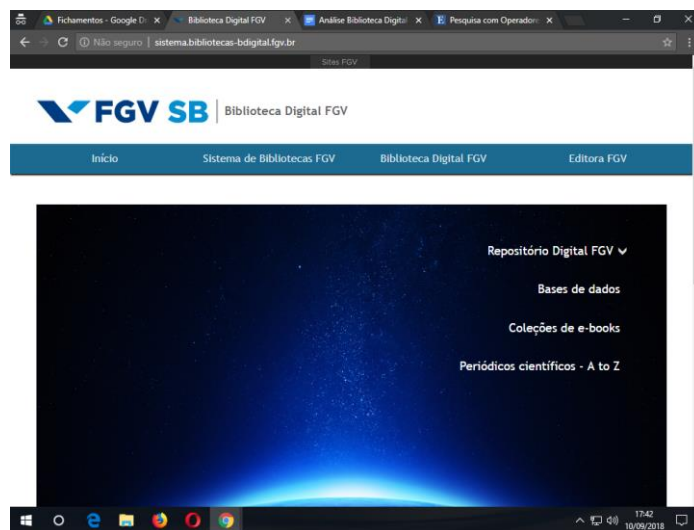 Fichamentos - Google D
Biblioteca Digital FGV
Análise Biblioteca Digital
Pesquisa com Operadore
Não seguro | sistema.bibliotecas-bdigital.fgv.br
Sites FGV
FGV SB | Biblioteca Digital FGV
Início Sistema de Bibliotecas FGV Biblioteca Digital FGV Editora FGV
Repositório Digital FGV
Bases de dados
Coleções de e-books
Periódicos científicos - A to Z
17:42
10/09/2018